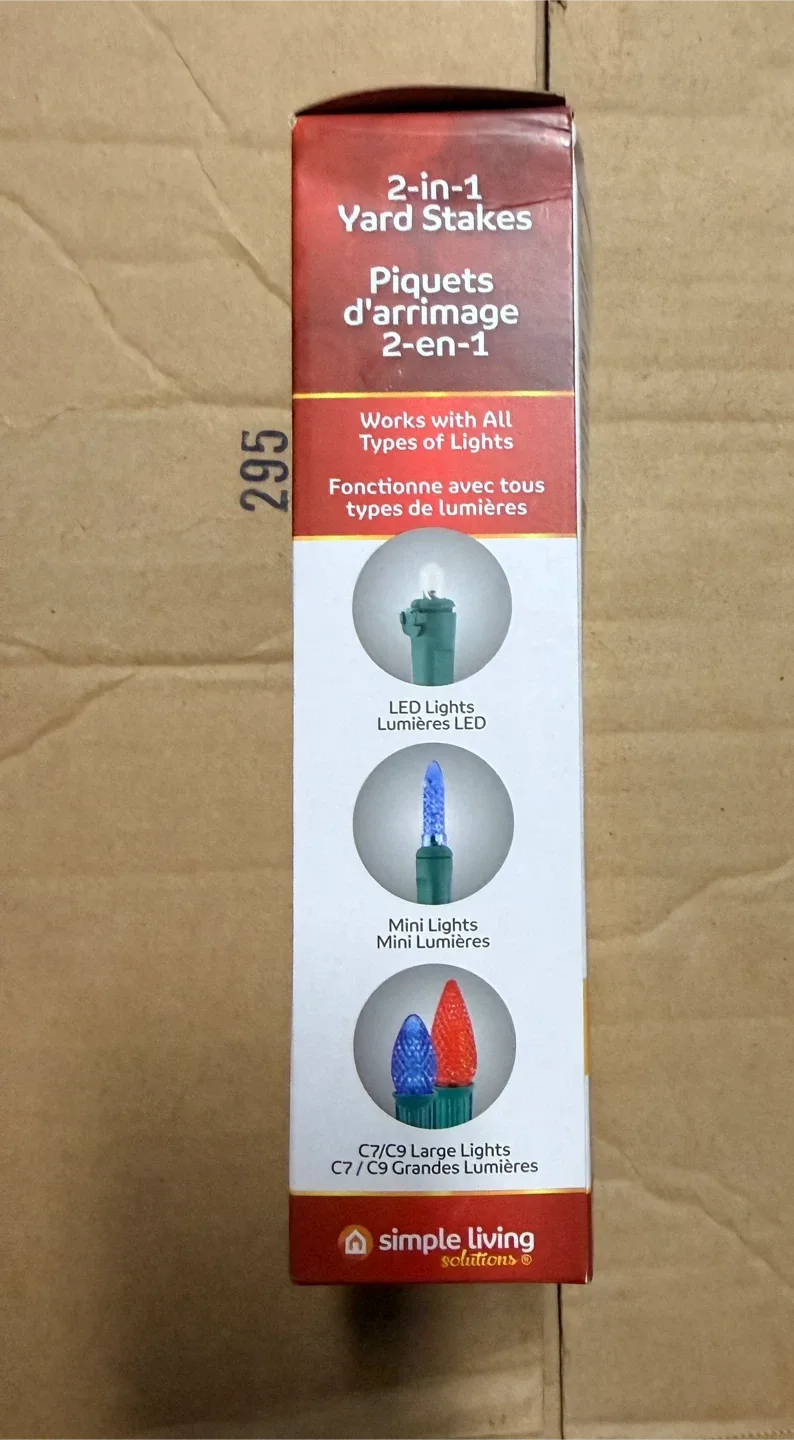 2-in-1
Yard Stakes
Piquets
d'arrimage
2-en-1
Works with All
Types of Lights
Fonctionne avec tous
types de lumières
295
LED Lights
Lumières LED
Mini Lights
Mini Lumières
C7/C9 Large Lights
C7 / C9 Grandes Lumières
simple living
solutions ®